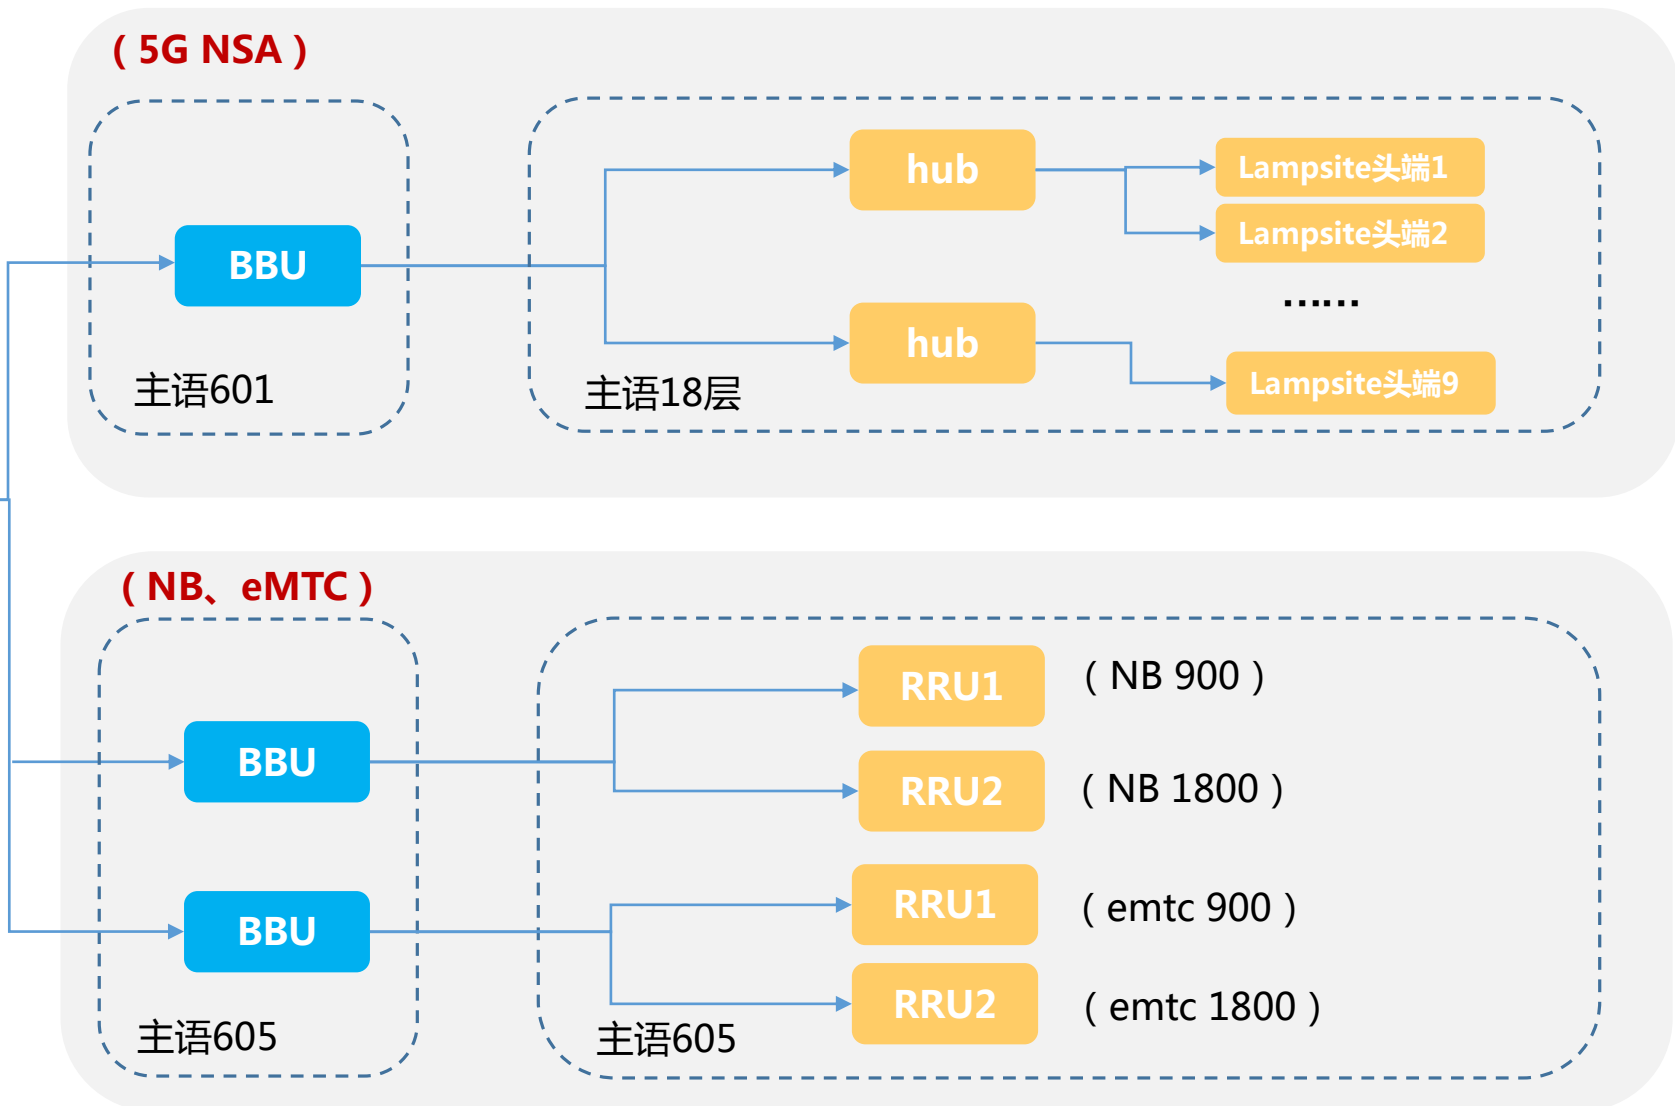 （5G NSA）
hub
Lampsite头端1
Lampsite头端2
BBU
……
hub
Lampsite头端9
主语601
主语18层
（NB、eMTC）
RRU1
（NB 900）
BBU
RRU2
（NB 1800）
RRU1
（emtc 900）
BBU
RRU2
（emtc 1800）
主语605
主语605